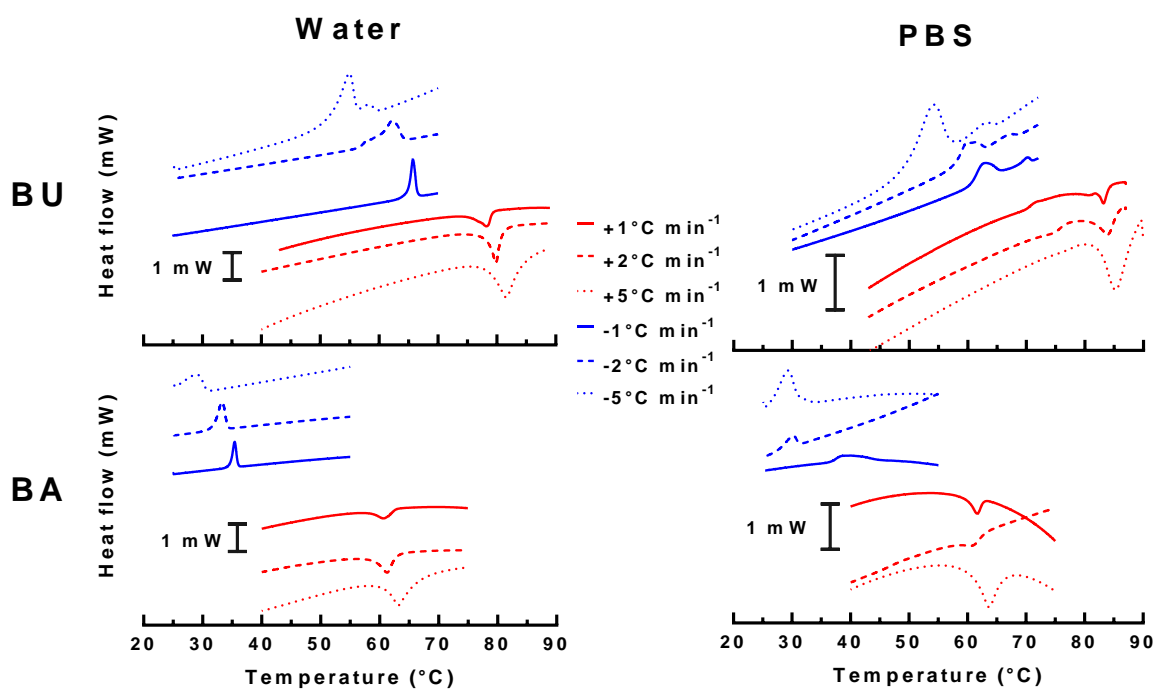 Water
PBS
BU
Heat flow (mW)
1 mW
+1°C min-1
+2°C min-1
+5°C min-1
-1°C min-1
-2°C min-1
-5°C min-1
1 mW
BA
Heat flow (mW)
1 mW
1 mW
20 30 40 50 60 70 80 90
20 30 40 50 60 70 80 90
Temperature (°C)
Temperature (°C)